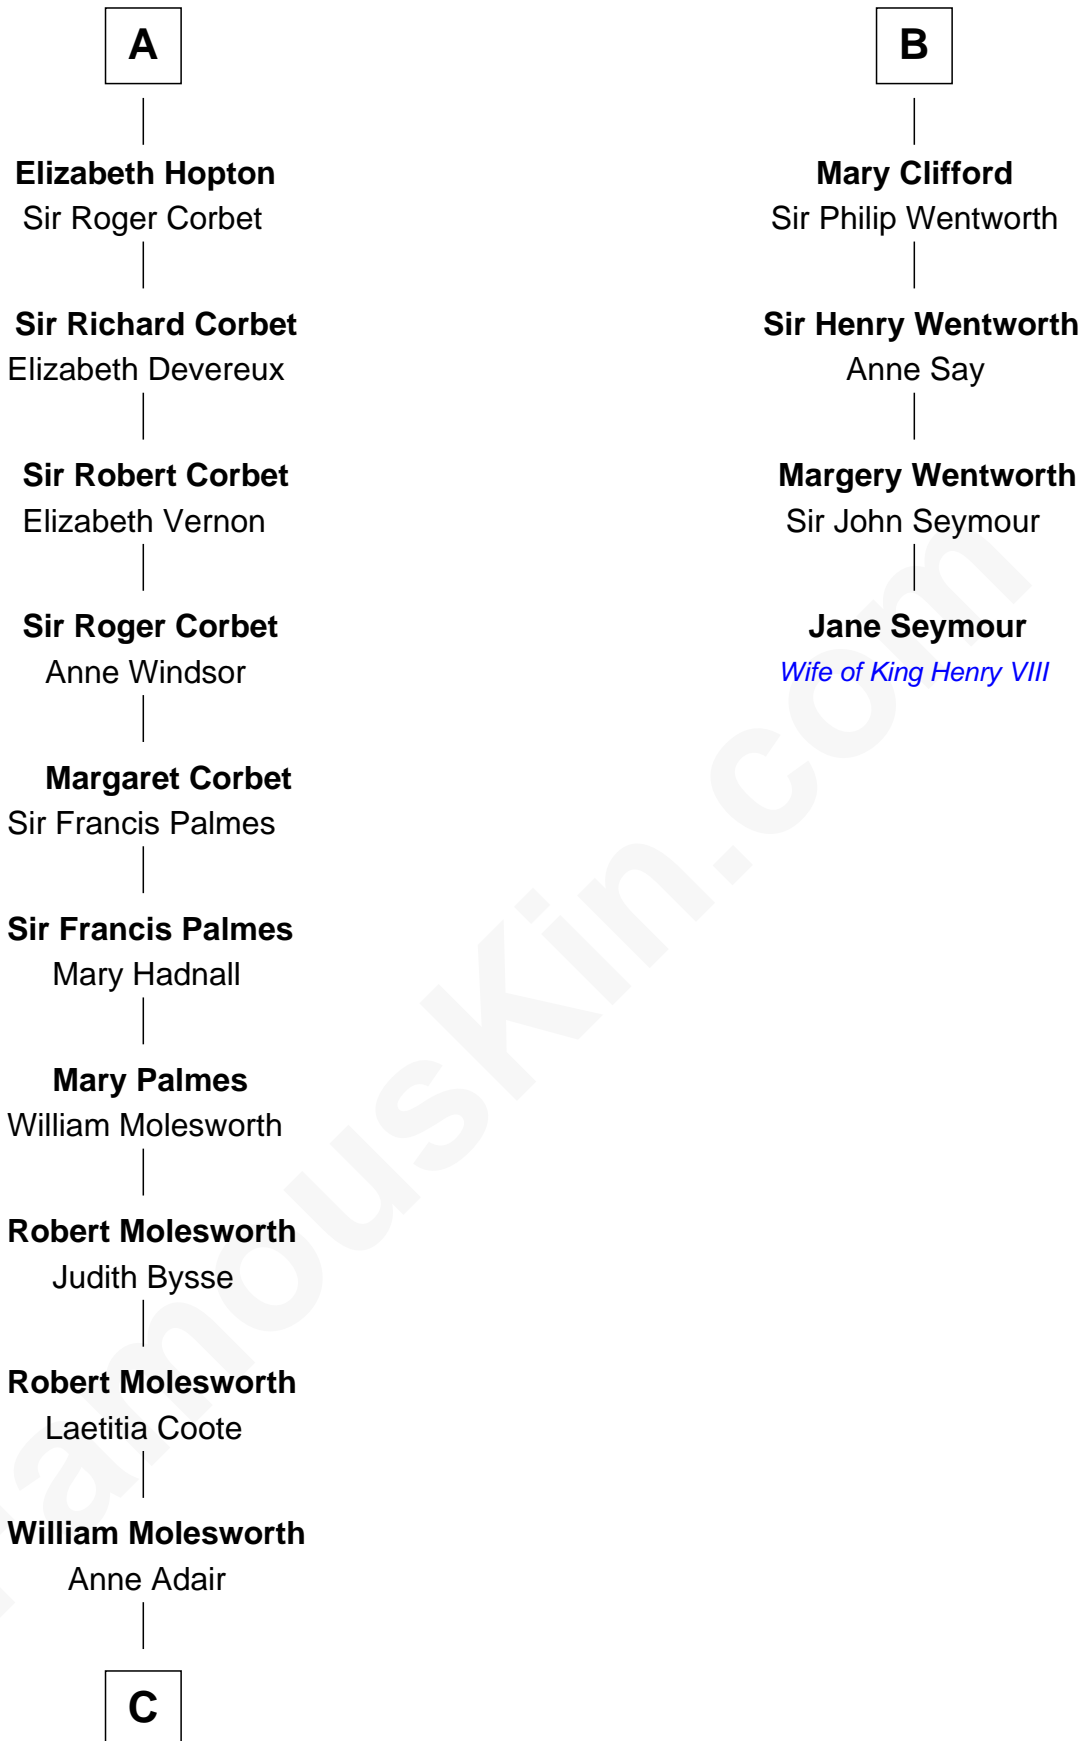 A
Elizabeth Hopton
Sir Roger Corbet
Sir Richard Corbet
Elizabeth Devereux
Sir Robert Corbet
Elizabeth Vernon
Sir Roger Corbet
Anne Windsor
Margaret Corbet
Sir Francis Palmes
Sir Francis Palmes
Mary Hadnall
Mary Palmes
William Molesworth
Robert Molesworth
Judith Bysse
Robert Molesworth
Laetitia Coote
William Molesworth
Anne Adair
C
B
Mary Clifford
Sir Philip Wentworth
Sir Henry Wentworth
Anne Say
Margery Wentworth
Sir John Seymour
Jane Seymour
Wife of King Henry VIII
FamousKin.com